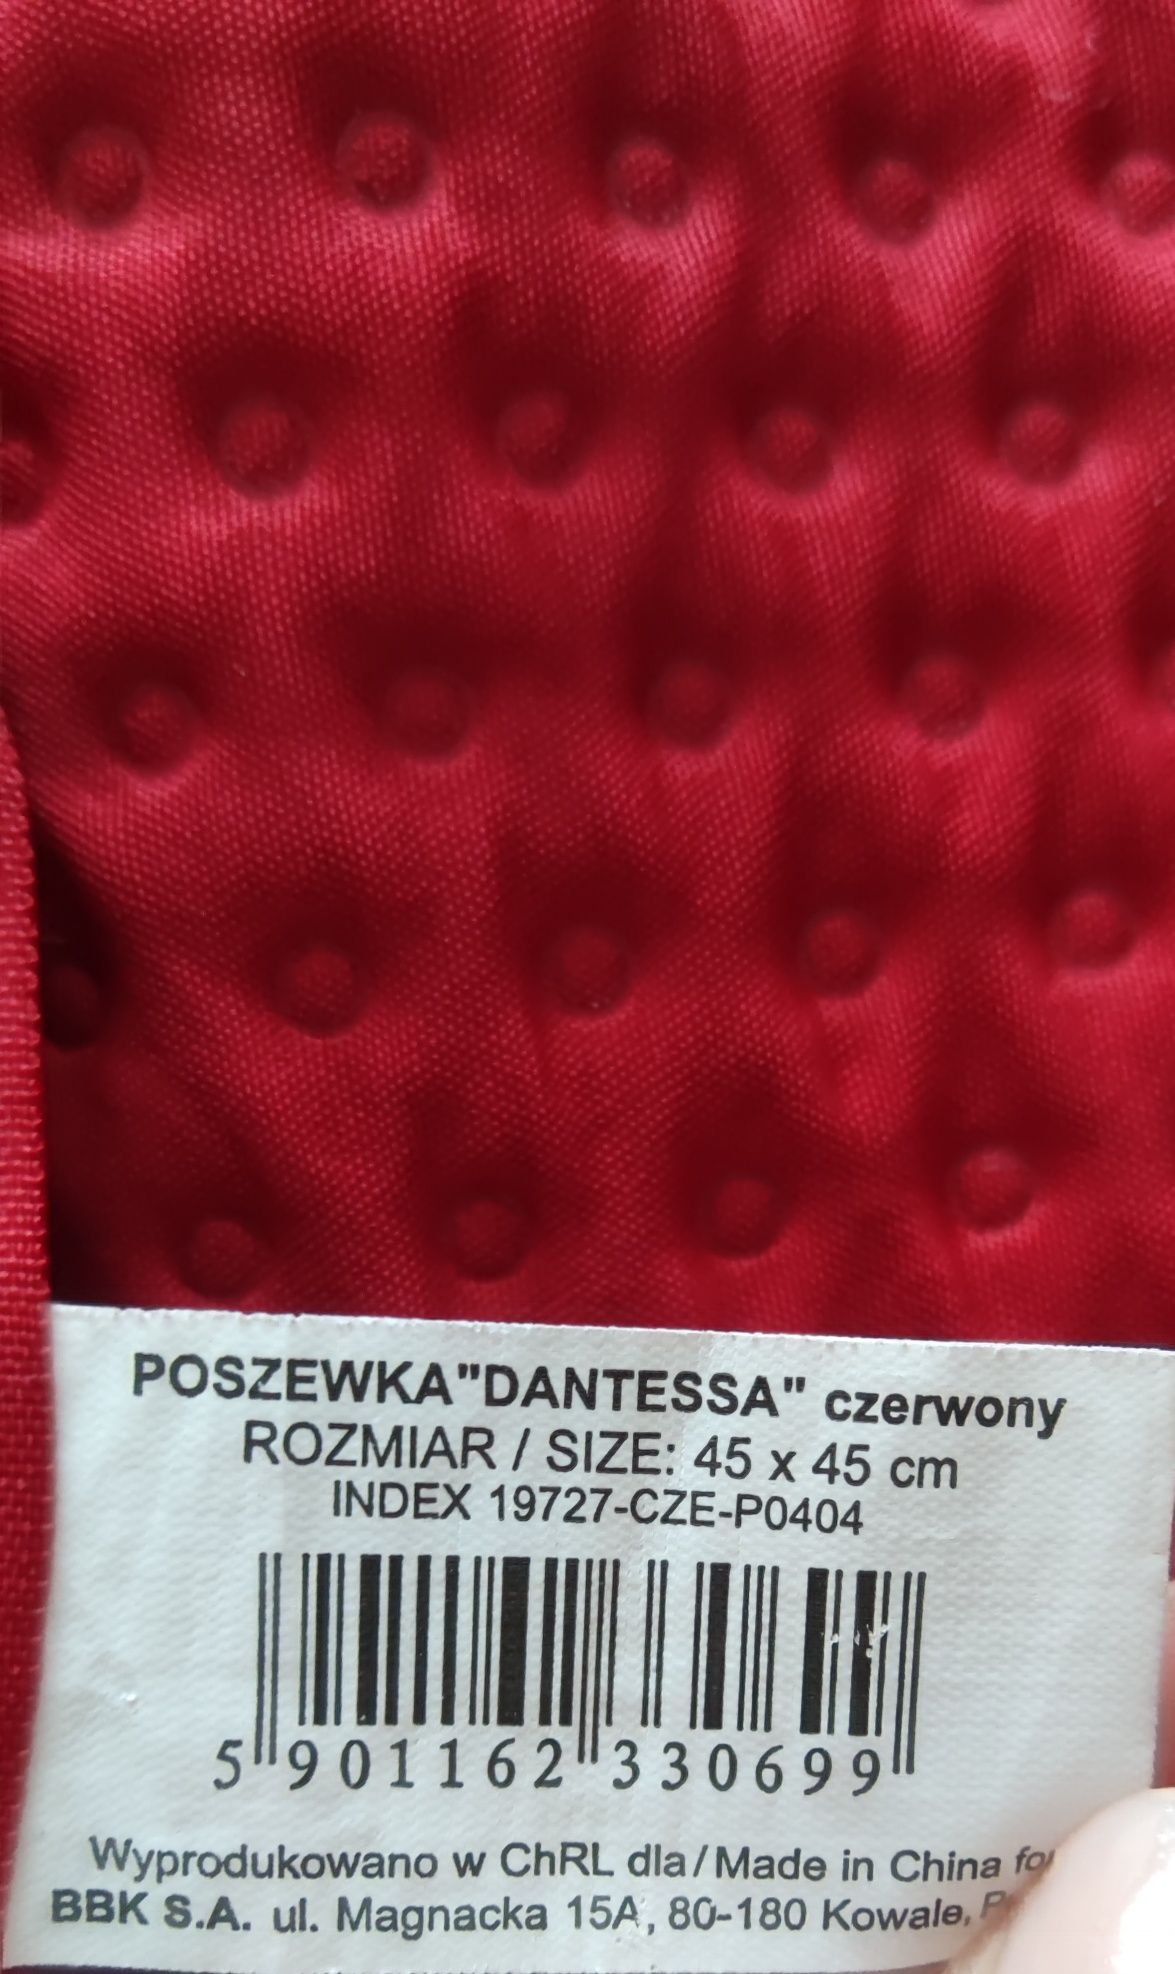 POSZEWKA"DANTESSA" czerwony
ROZMIAR / SIZE: 45 x 45 cm
INDEX 19727-CZE-P0404
5 901162 330699
Wyprodukowano w ChRL dla/Made in China for
BBK S.A. ul. Magnacka 15A, 80-180 Kowale,